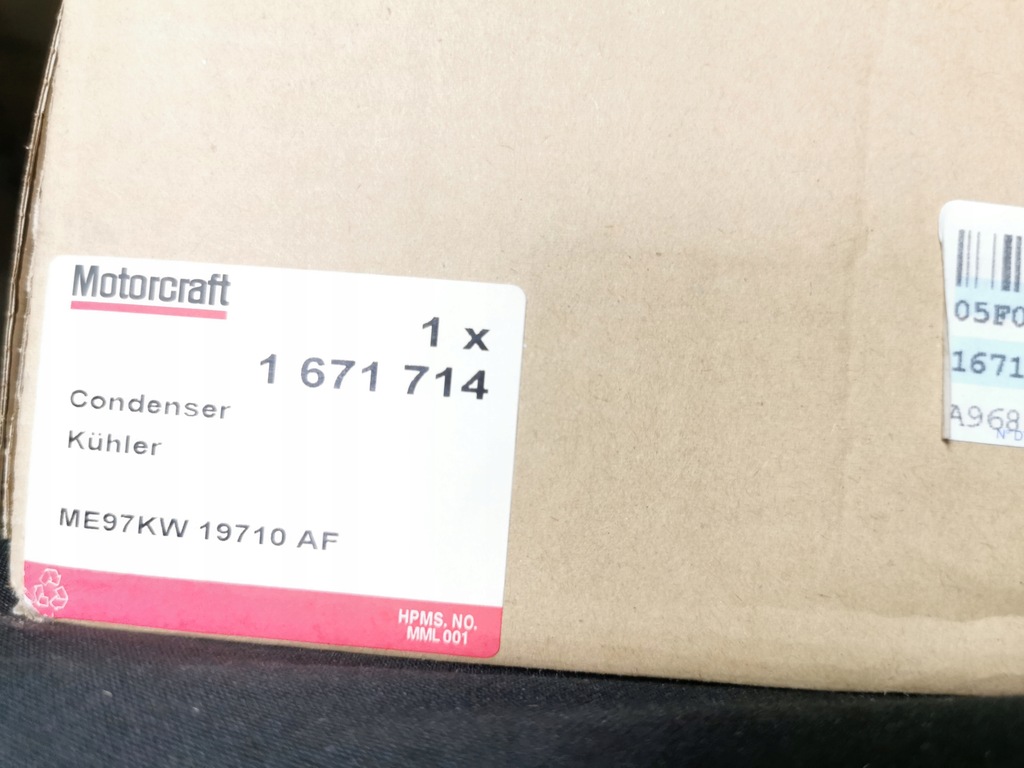 Motorcraft
1 x
1 671 714
Condenser
Kühler
ME97KW 19710 AF
HPMS. NO.
MML 001
05F0
1671
A968
N° D